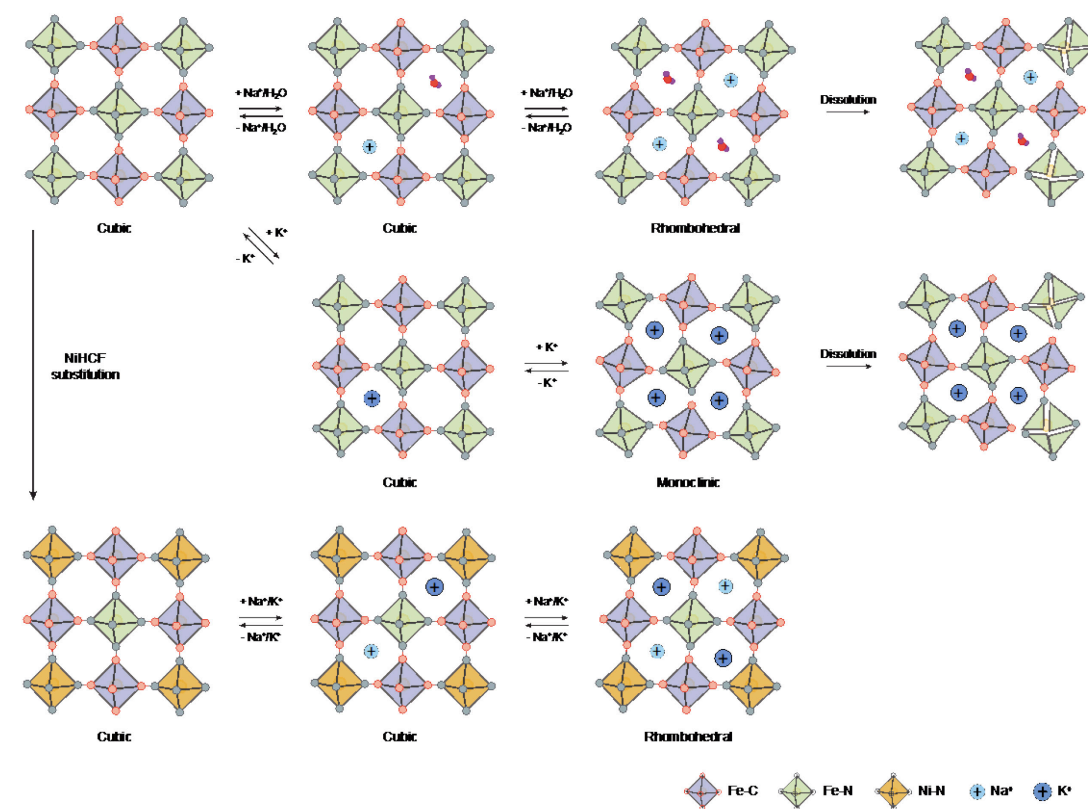 + Na⁺/H₂O
- Na⁺/H₂O
+ Na⁺/H₂O
- Na⁺/H₂O
Dissolution
Cubic
Cubic
Rhombohedral
+ K⁺
- K⁺
NiHCF
substitution
+ K⁺
- K⁺
Dissolution
Cubic
Monoclinic
+ Na⁺/K⁺
- Na⁺/K⁺
+ Na⁺/K⁺
- Na⁺/K⁺
Cubic
Cubic
Rhombohedral
Fe-C
Fe-N
Ni-N
Na⁺
K⁺